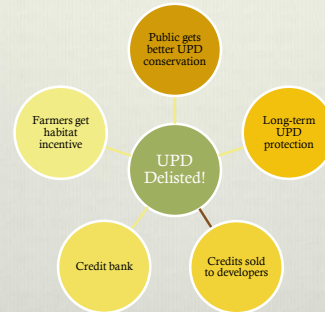 Public gets
better UPD
conservation
Farmers get
habitat
incentive
Long-term
UPD
protection
UPD
Delisted!
Credit bank
Credits sold
to developers